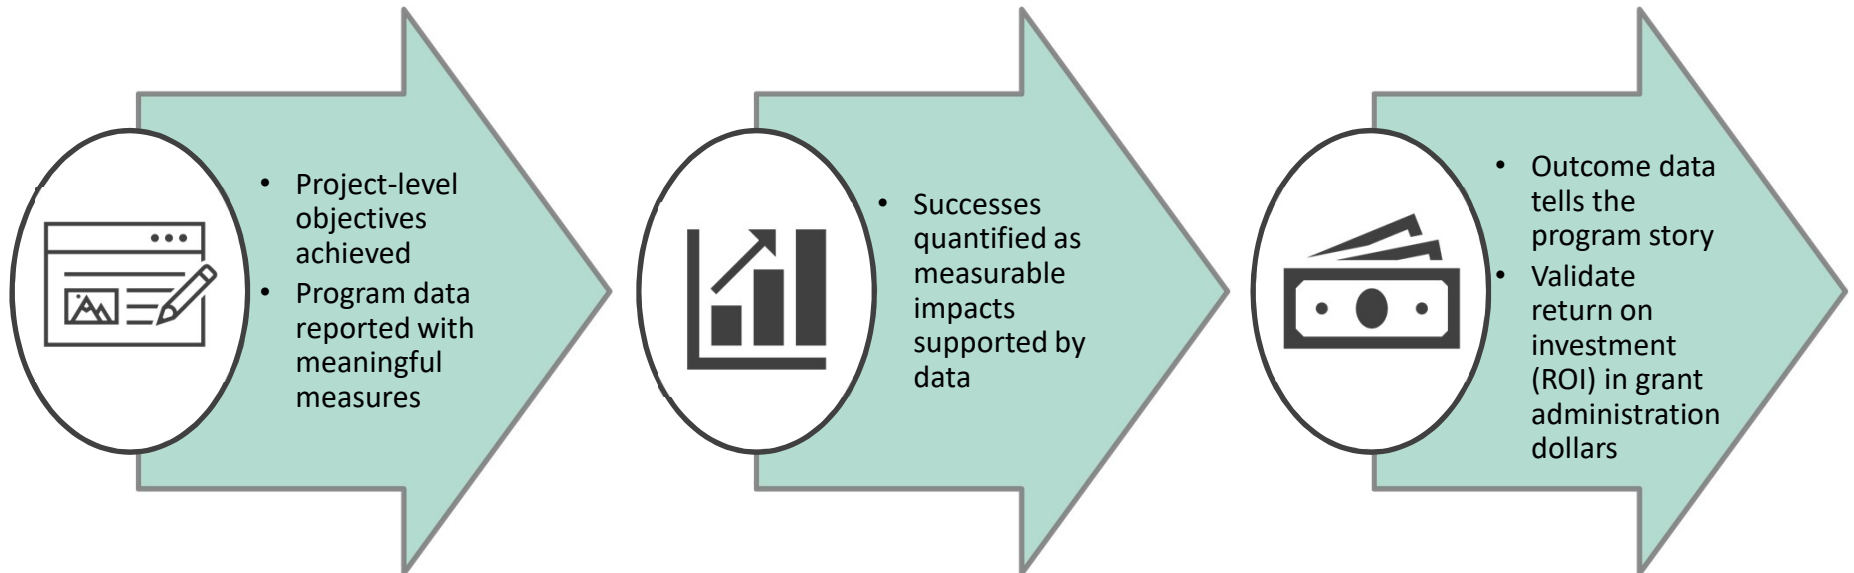 • Project-level
objectives
achieved
• Program data
reported with
meaningful
measures
• Successes
quantified as
measurable
impacts
supported by
data
• Outcome data
tells the
program story
• Validate
return on
investment
(ROI) in grant
administration
dollars